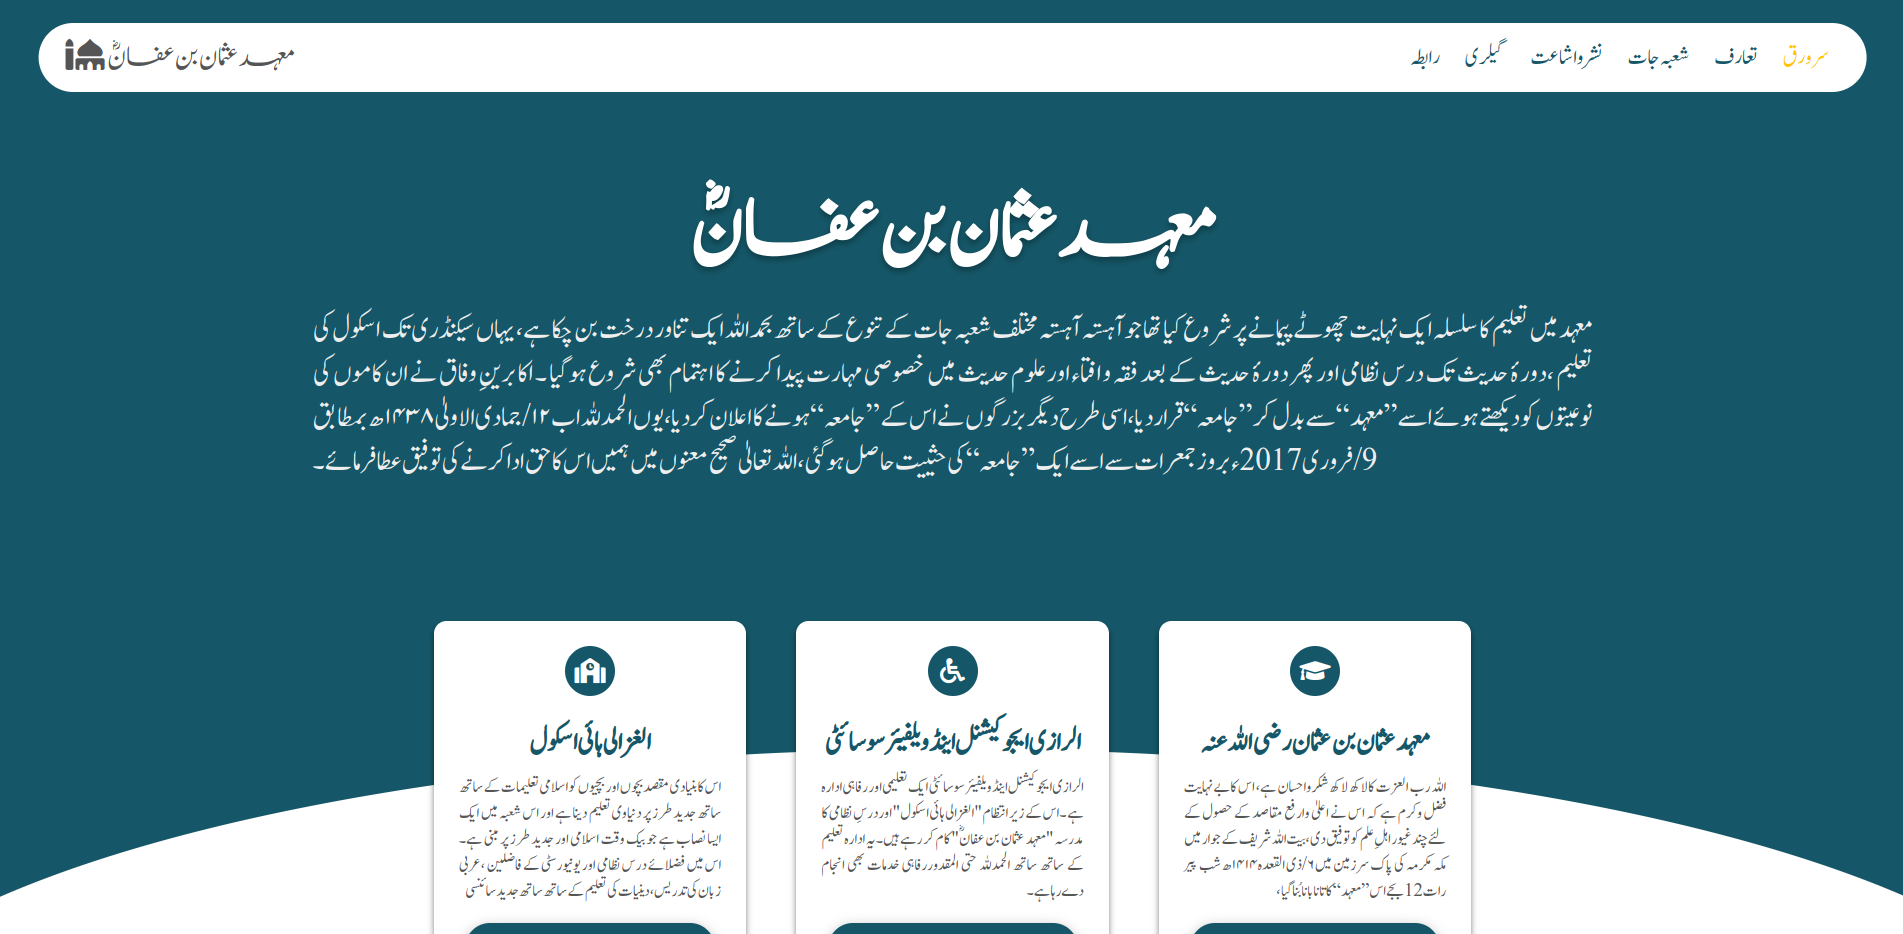 سرورق
تعارف
شعبہ جات
نشر و اشاعت
گیلری
رابطہ
معہد عثمان بن عفانؓ
معہد عثمان بن عفانؓ
معہد میں تعلیم کا سلسلہ ایک نہایت چھوٹے پیمانے پر شروع کیا تھا جو آہستہ آہستہ مختلف شعبہ جات کے تنوع کے ساتھ بحمد اللہ ایک تناور درخت بن چکا ہے، یہاں سیکنڈری تک اسکول کی
تعلیم ،دورۂ حدیث تک درس نظامی اور پھر دورۂ حدیث کے بعد فقہ و افتاء اور علوم حدیث میں خصوصی مہارت پیدا کرنے کا اہتمام بھی شروع ہو گیا۔ اکابرینِ وفاق نے ان کاموں کی
نوعیتوں کو دیکھتے ہوئے اسے ’’معہد‘‘ سے بدل کر ’’جامعہ‘‘ قرار دیا، اسی طرح دیگر بزرگوں نے اس کے ’’جامعہ‘‘ ہونے کا اعلان کر دیا، یوں الحمد للہ اب ۱۲/ جمادی الاولیٰ ۱۴۳۸ھ بمطابق
9/ فروری 2017ء بروز جمعرات سے اسے ایک ’’جامعہ‘‘ کی حثییت حاصل ہو گئی، اللہ تعالیٰ صحیح معنوں میں ہمیں اس کا حق ادا کرنے کی توفیق عطا فرمائے۔
معہد عثمان بن عثمان رضی اللہ عنہ
اللہ رب العزت کا لاکھ لاکھ شکر و احسان ہے، اس کا بے نہایت
فضل و کرم ہے کہ اس نے اعلیٰ وارفع مقاصد کے حصول کے
لئے چند غیور اہلِ علم کو توفیق دی، بیت اللہ شریف کے جوار میں
مکہ مکرمہ کی پاک سرزمین میں ۶/ذی القعدہ ۱۴۱۴ھ شب پیر
رات 12 بجے اس ’’معہد‘‘ کا تانا بانا بُنا گیا،
الرازی ایجوکیشنل اینڈ ویلفیئر سوسائٹی
الرازی ایجوکیشنل اینڈ ویلفیئر سوسائٹی ایک تعلیمی اور رفاہی ادارہ
ہے۔ اس کے زیر انتظام "الغزالی ہائی اسکول" اور درسِ نظامی کا
مدرسہ "معہد عثمان بن عفانؓ" کام کر رہے ہیں۔ یہ ادارہ تعلیم
کے ساتھ ساتھ الحمد للہ حتی المقدور رفاہی خدمات بھی انجام
دے رہا ہے۔
الغزالی ہائی اسکول
اس کا بنیادی مقصد بچوں اور بچیوں کو اسلامی تعلیمات کے ساتھ
ساتھ جدید طرز پر دنیاوی تعلیم دینا ہے اور اس شعبہ میں ایک
ایسا نصاب ہے جو بیک وقت اسلامی اور جدید طرز پر مبنی ہے۔
اس میں فضلائے درس نظامی اور یونیورسٹی کے فاضلین ،عربی
زبان کی تدریس، دینیات کی تعلیم کے ساتھ ساتھ جدید سائنسی